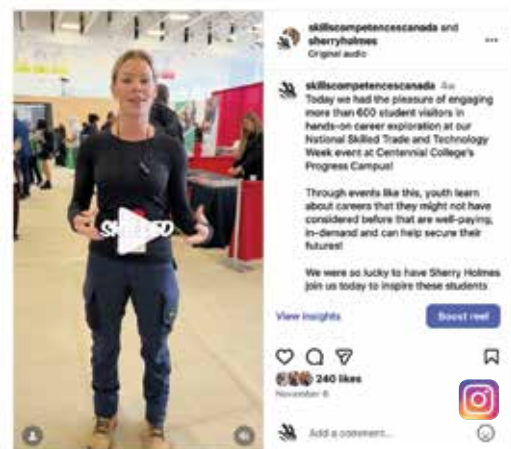 skillscompetencescanada and
sherryholmes
Original audio
skillscompetencescanada 4w
Today we had the pleasure of engaging
more than 600 student visitors in
hands-on career exploration at our
National Skilled Trade and Technology
Week event at Centennial College's
Progress Campus!
Through events like this, youth learn
about careers that they might not have
considered before that are well-paying,
in-demand and can help secure their
futures!
We were so lucky to have Sherry Holmes
join us today to inspire these students
View insights
Boost reel
240 likes
November 6
Add a comment...